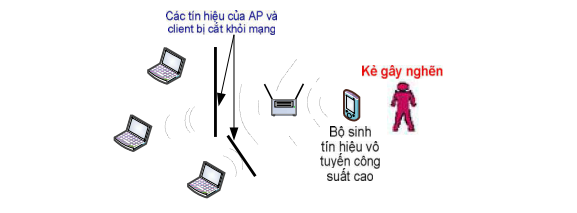 Các tín hiệu của AP và
client bị cắt khỏi mạng
Kẻ gây nghẽn
Bộ sinh
tín hiệu vô
tuyến công
suất cao